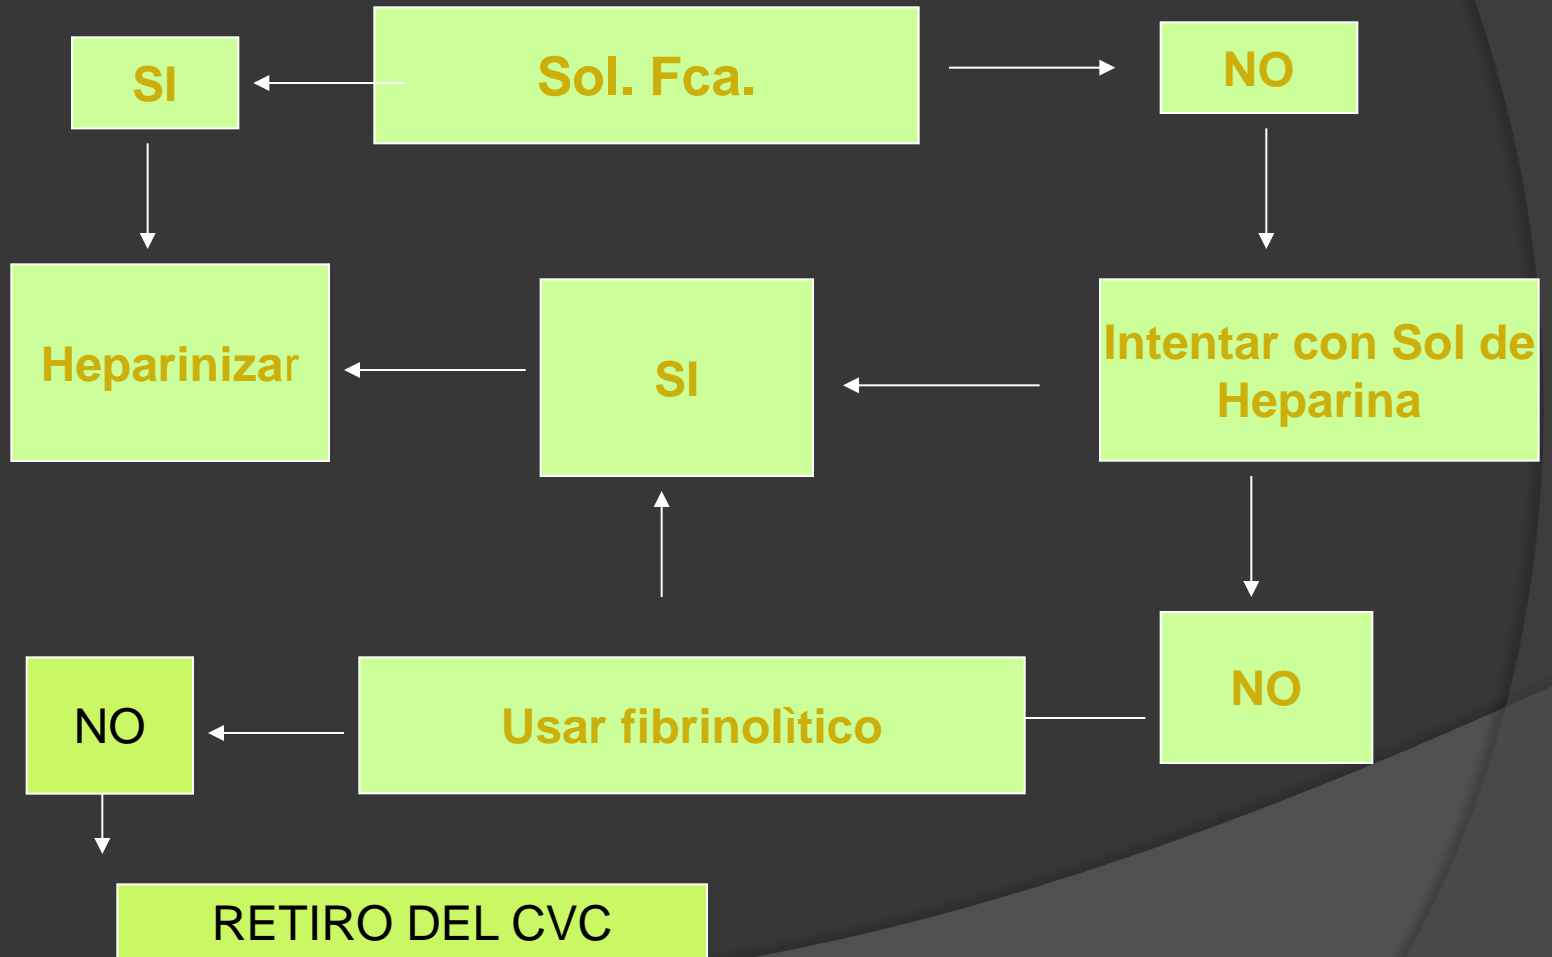 SI
Sol. Fca.
NO
Heparinizar
SI
Intentar con Sol de
Heparina
NO
Usar fibrinolìtico
NO
RETIRO DEL CVC